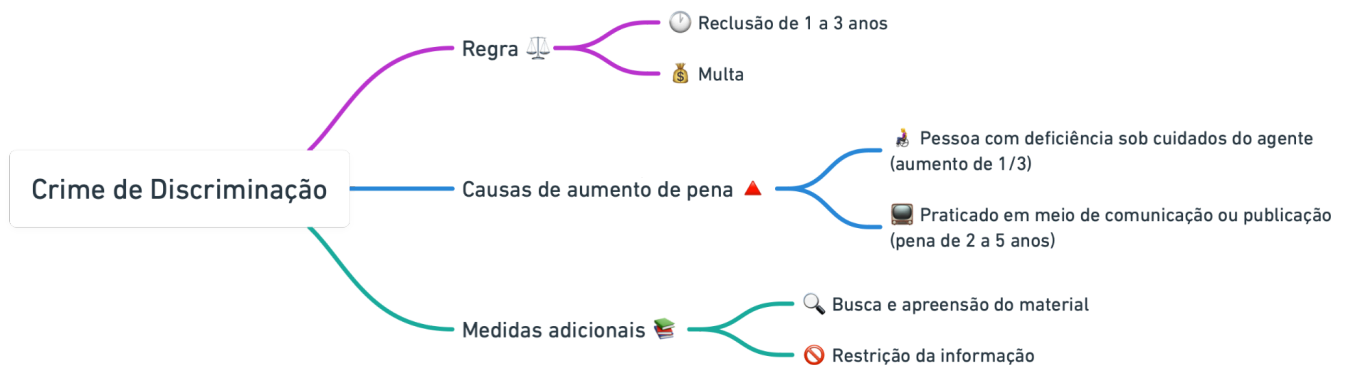 Crime de Discriminação
Regra
Reclusão de 1 a 3 anos
Multa
Causas de aumento de pena
Pessoa com deficiência sob cuidados do agente
(aumento de 1/3)
Praticado em meio de comunicação ou publicação
(pena de 2 a 5 anos)
Medidas adicionais
Busca e apreensão do material
Restrição da informação